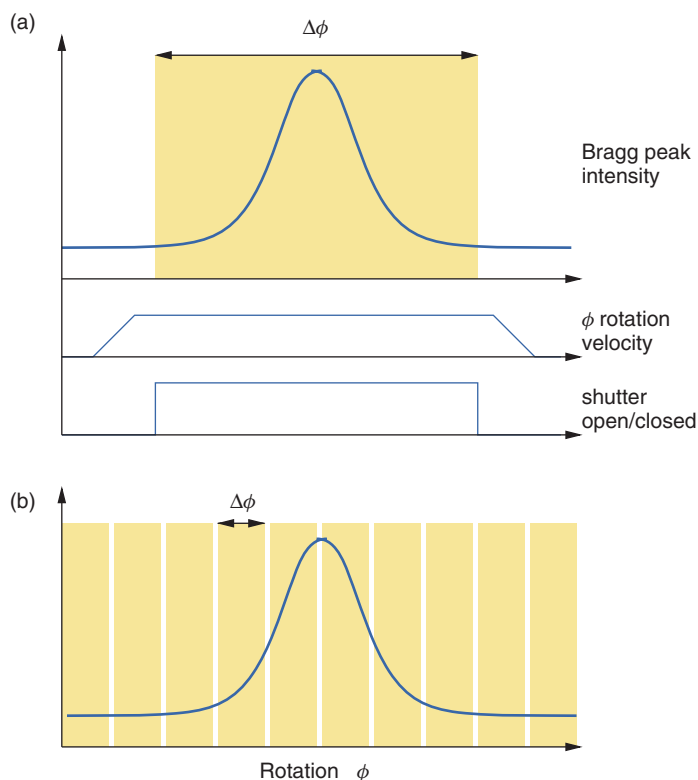 (a)
Δϕ
Bragg peak
intensity
ϕ rotation
velocity
shutter
open/closed
(b)
Δϕ
Rotation ϕ